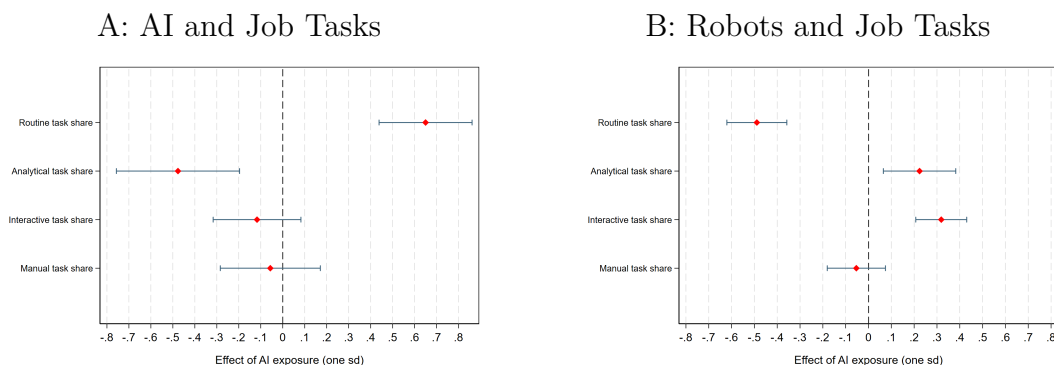 A: AI and Job Tasks
Routine task share
Analytical task share
Interactive task share
Manual task share
-.8 -.7 -.6 -.5 -.4 -.3 -.2 -.1 0 .1 .2 .3 .4 .5 .6 .7 .8
Effect of AI exposure (one sd)
B: Robots and Job Tasks
Routine task share
Analytical task share
Interactive task share
Manual task share
-.8 -.7 -.6 -.5 -.4 -.3 -.2 -.1 0 .1 .2 .3 .4 .5 .6 .7 .8
Effect of AI exposure (one sd)